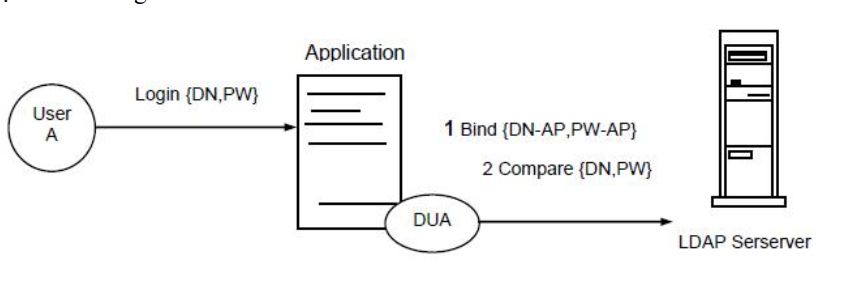 Application
Login {DN,PW}
User
A
1 Bind {DN-AP,PW-AP}
2 Compare {DN,PW}
DUA
LDAP Serserver